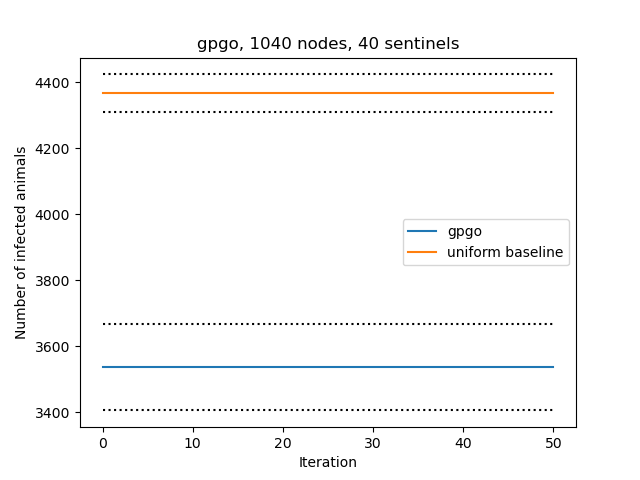 gpgo, 1040 nodes, 40 sentinels
4400
4200
4000
3800
3600
3400
Number of infected animals
gpgo
uniform baseline
0 10 20 30 40 50
Iteration